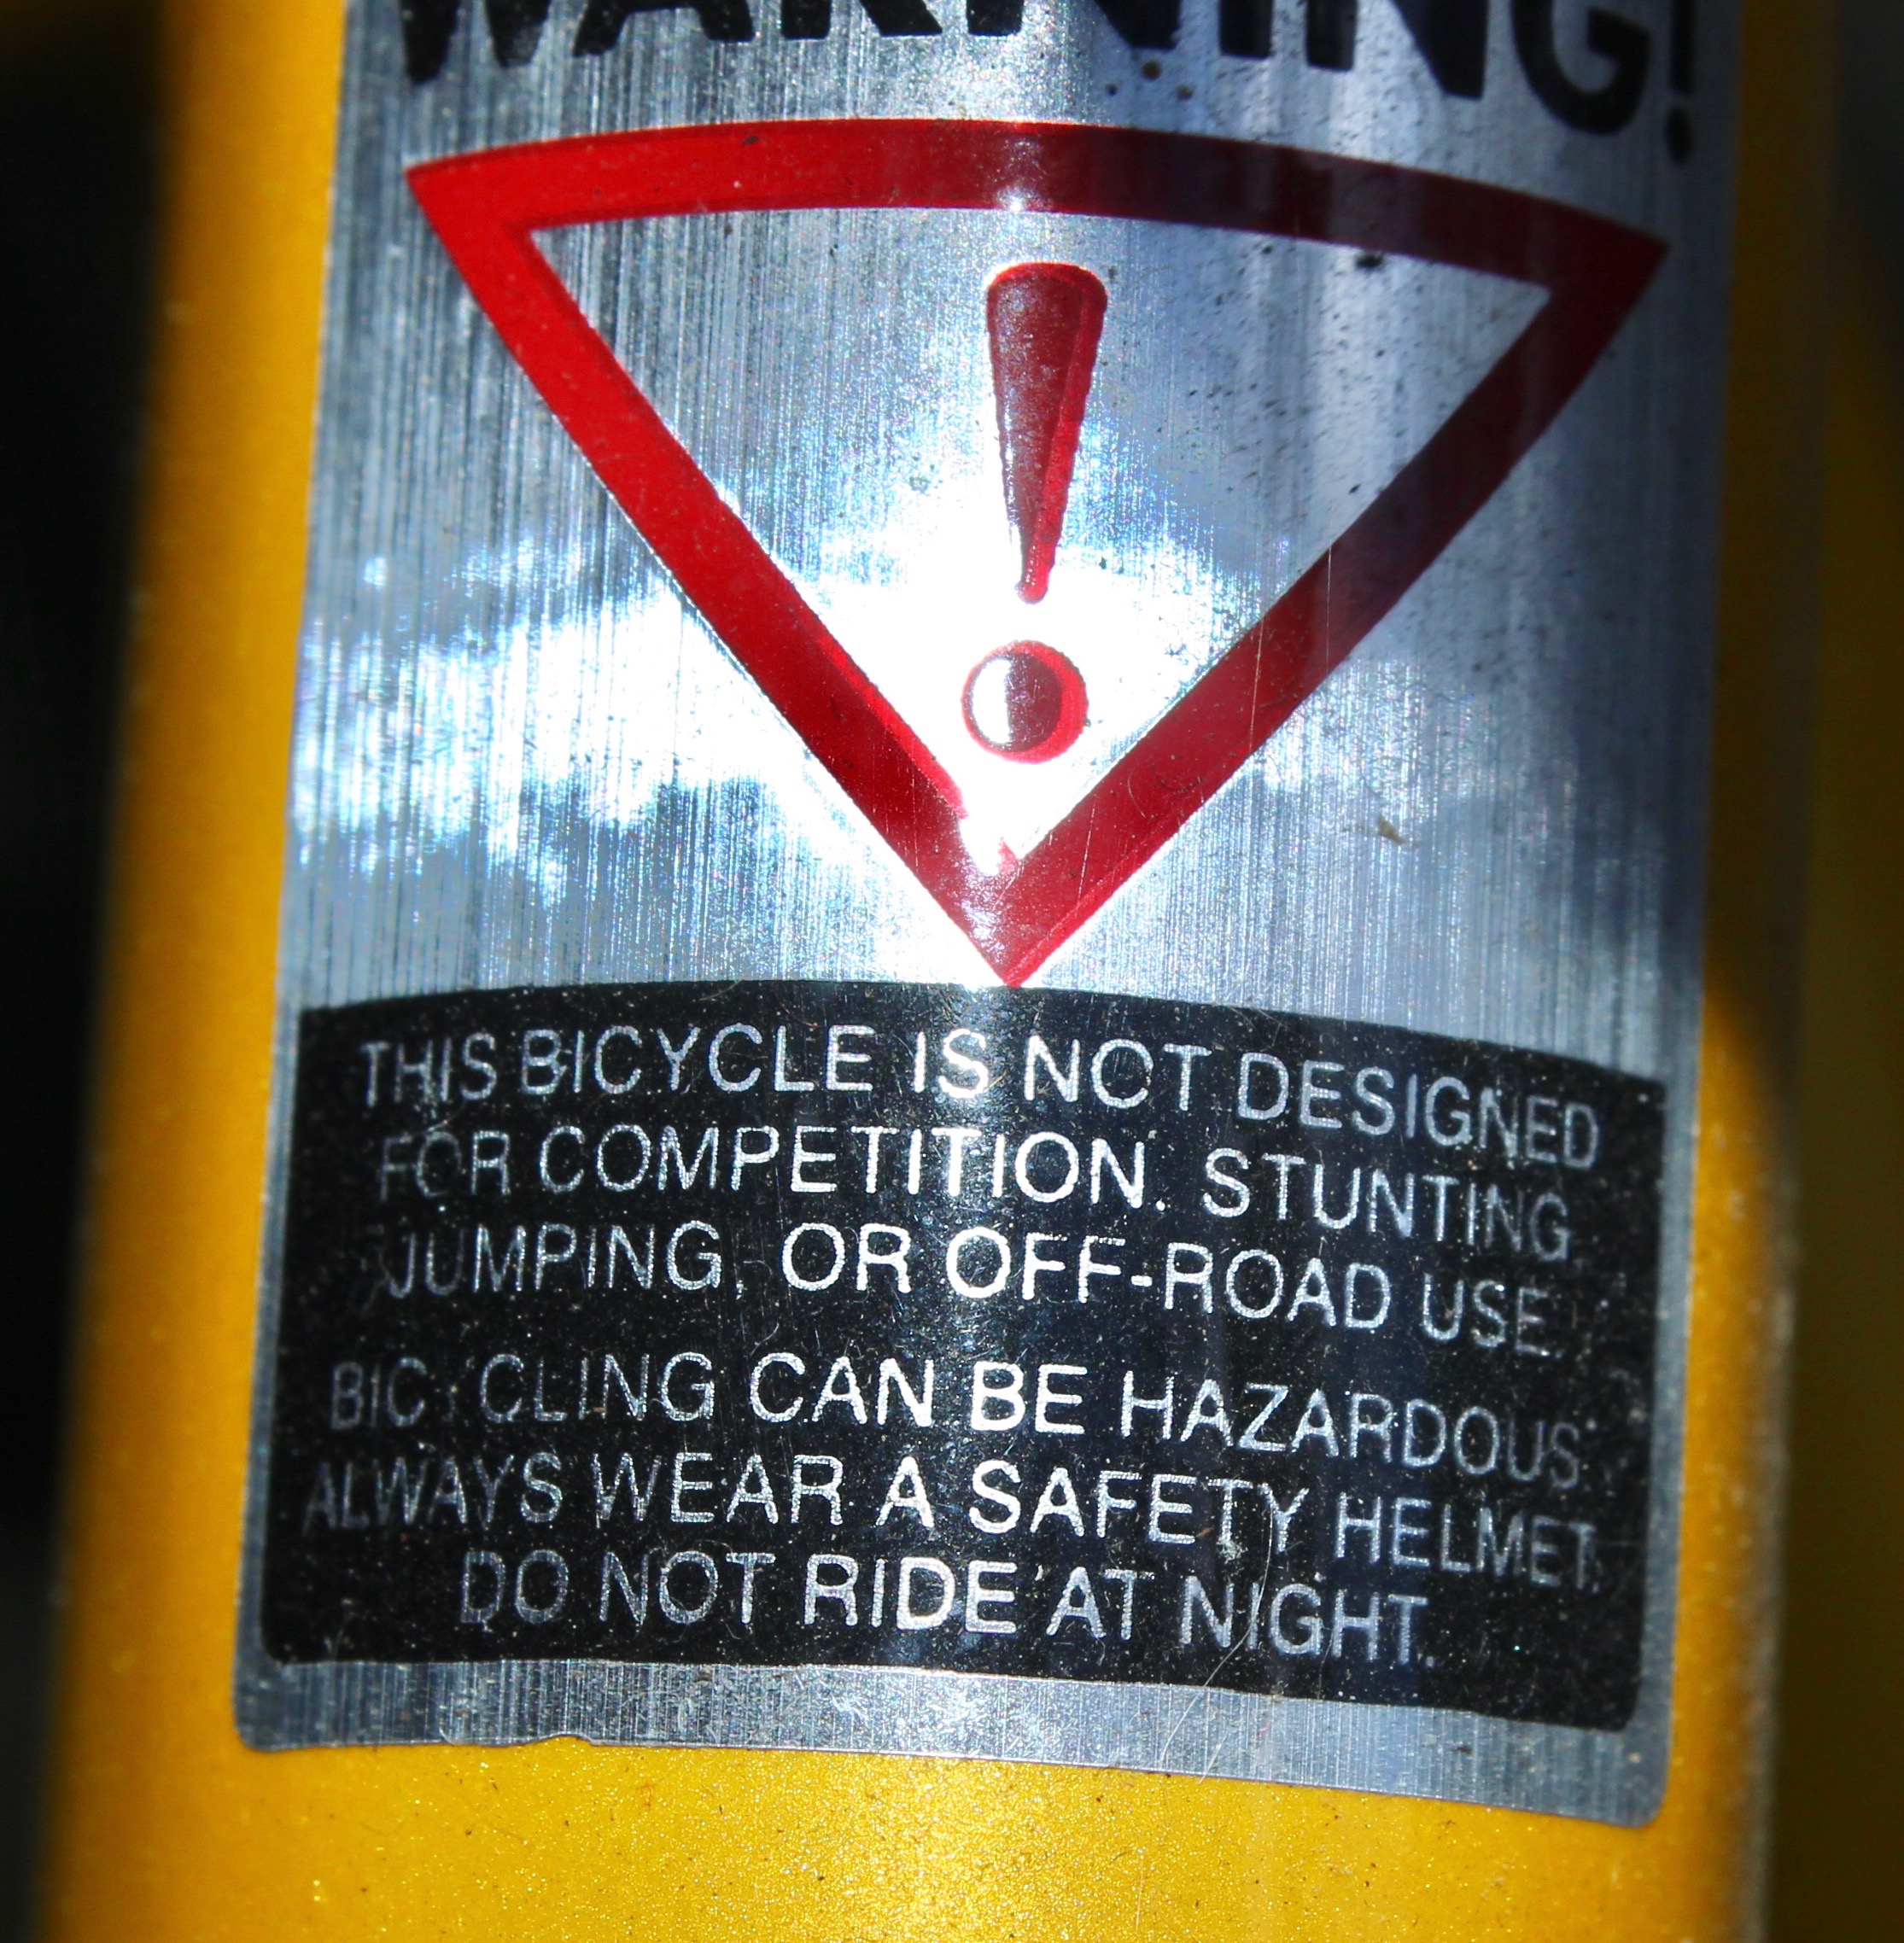 WARNING!
THIS BICYCLE IS NOT DESIGNED
FOR COMPETITION. STUNTING
JUMPING, OR OFF-ROAD USE.
BICYCLING CAN BE HAZARDOUS.
ALWAYS WEAR A SAFETY HELMET.
DO NOT RIDE AT NIGHT.